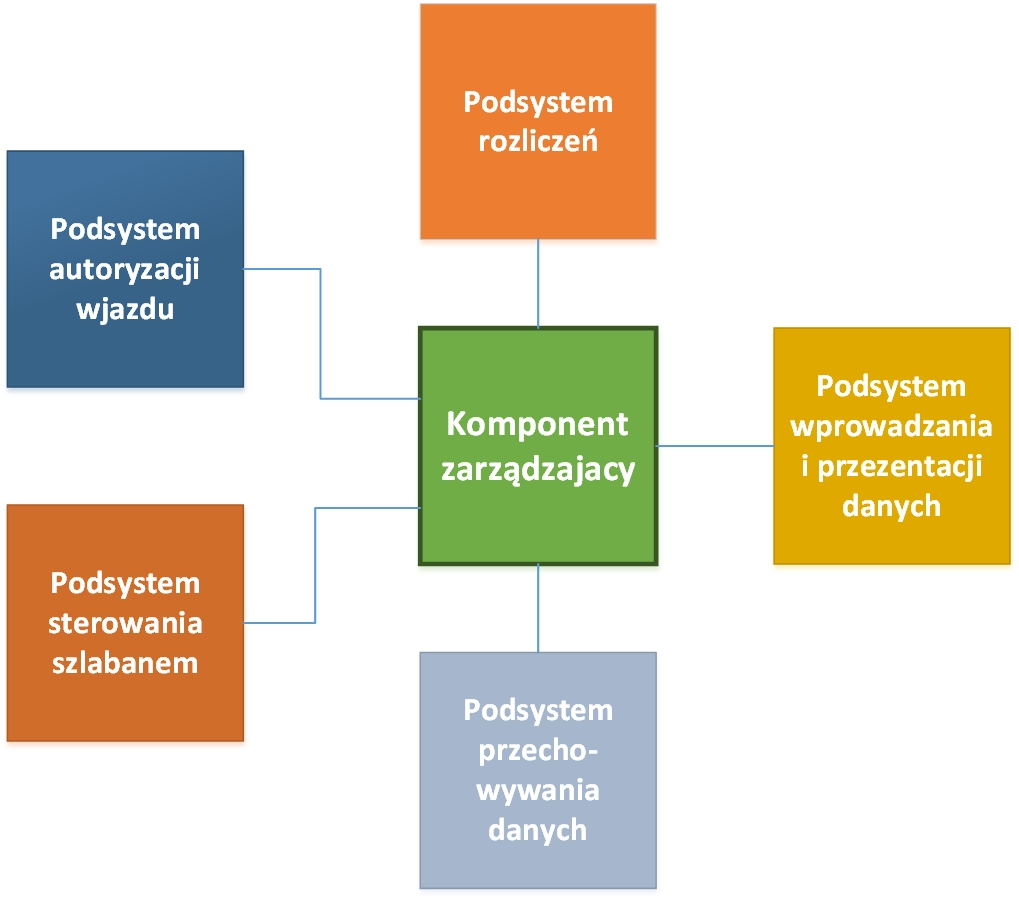 Podsystem
rozliczeń
Podsystem
autoryzacji
wjazdu
Komponent
zarządzajacy
Podsystem
wprowadzania
i przezentacji
danych
Podsystem
sterowania
szlabanem
Podsystem
przecho-
wywania
danych